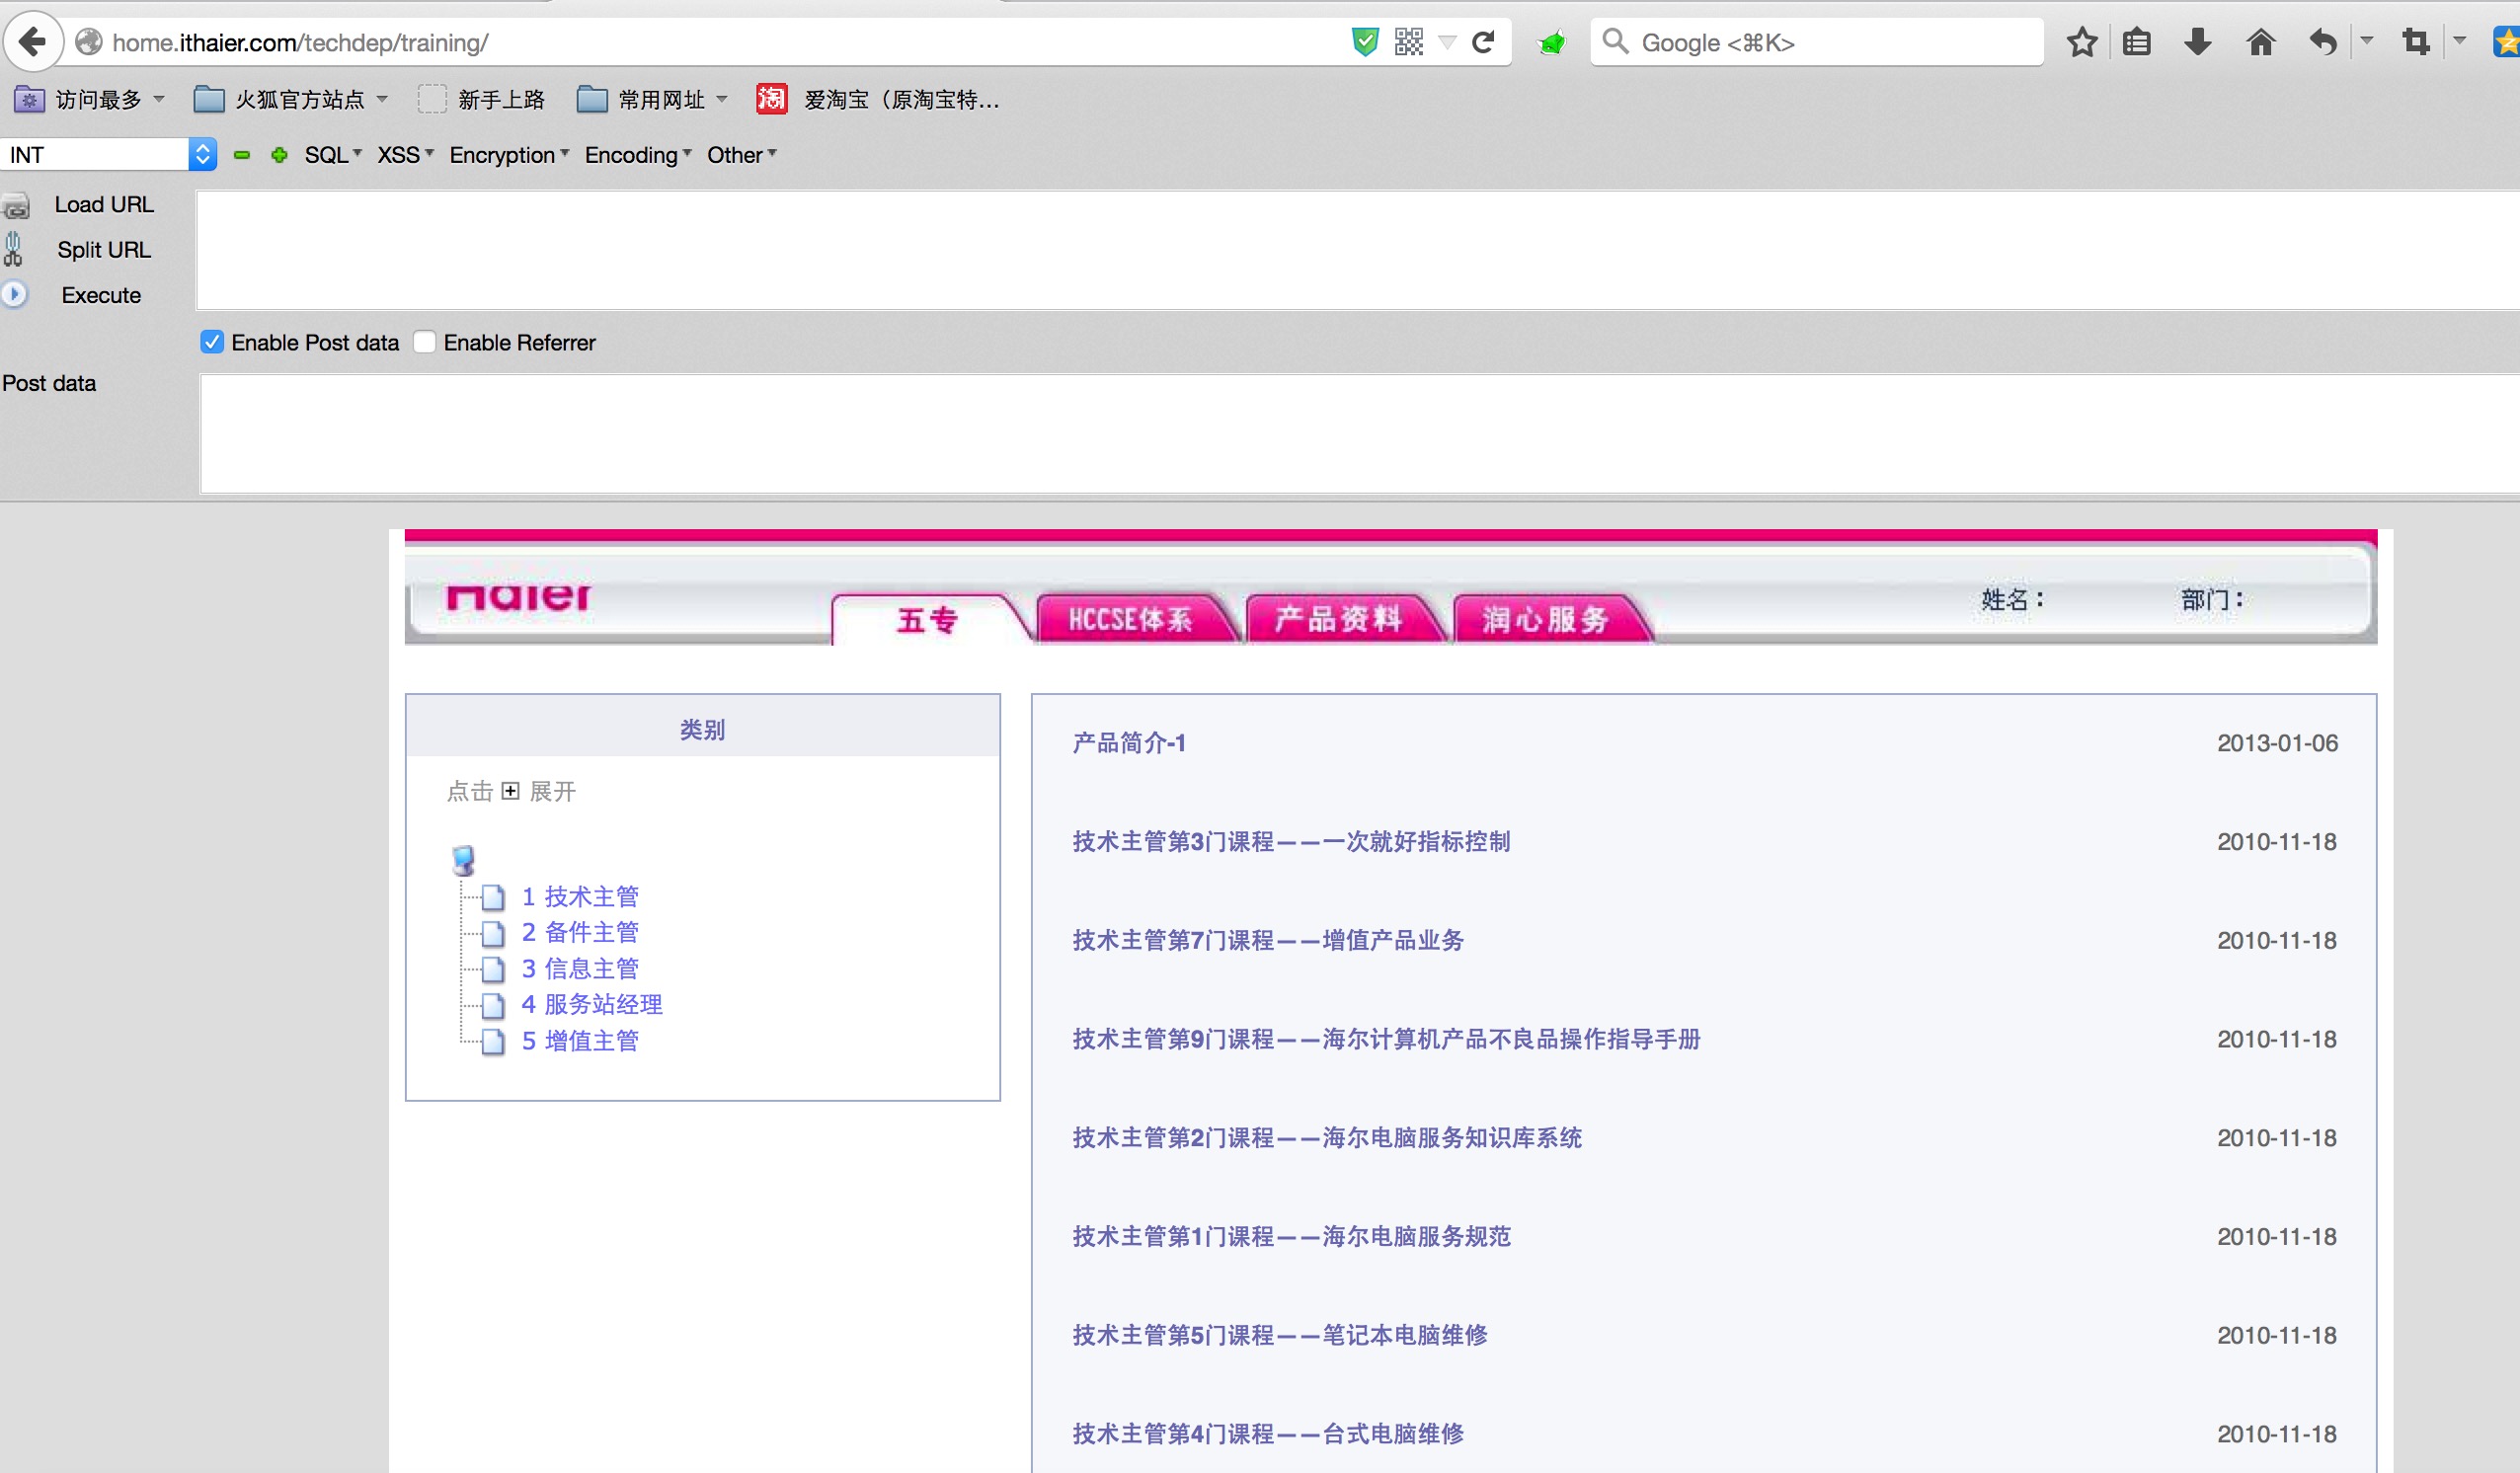 home.ithaier.com/techdep/training/
Google <⌘K>
访问最多 火狐官方站点 新手上路 常用网址 淘 爱淘宝（原淘宝特...
INT SQL XSS Encryption Encoding Other
Load URL
Split URL
Execute
Enable Post data Enable Referrer
Post data
Haier 五专 HCCSE体系 产品资料 润心服务 姓名： 部门：
类别
点击 展开
1 技术主管
2 备件主管
3 信息主管
4 服务站经理
5 增值主管
产品简介-1 2013-01-06
技术主管第3门课程——一次就好指标控制 2010-11-18
技术主管第7门课程——增值产品业务 2010-11-18
技术主管第9门课程——海尔计算机产品不良品操作指导手册 2010-11-18
技术主管第2门课程——海尔电脑服务知识库系统 2010-11-18
技术主管第1门课程——海尔电脑服务规范 2010-11-18
技术主管第5门课程——笔记本电脑维修 2010-11-18
技术主管第4门课程——台式电脑维修 2010-11-18